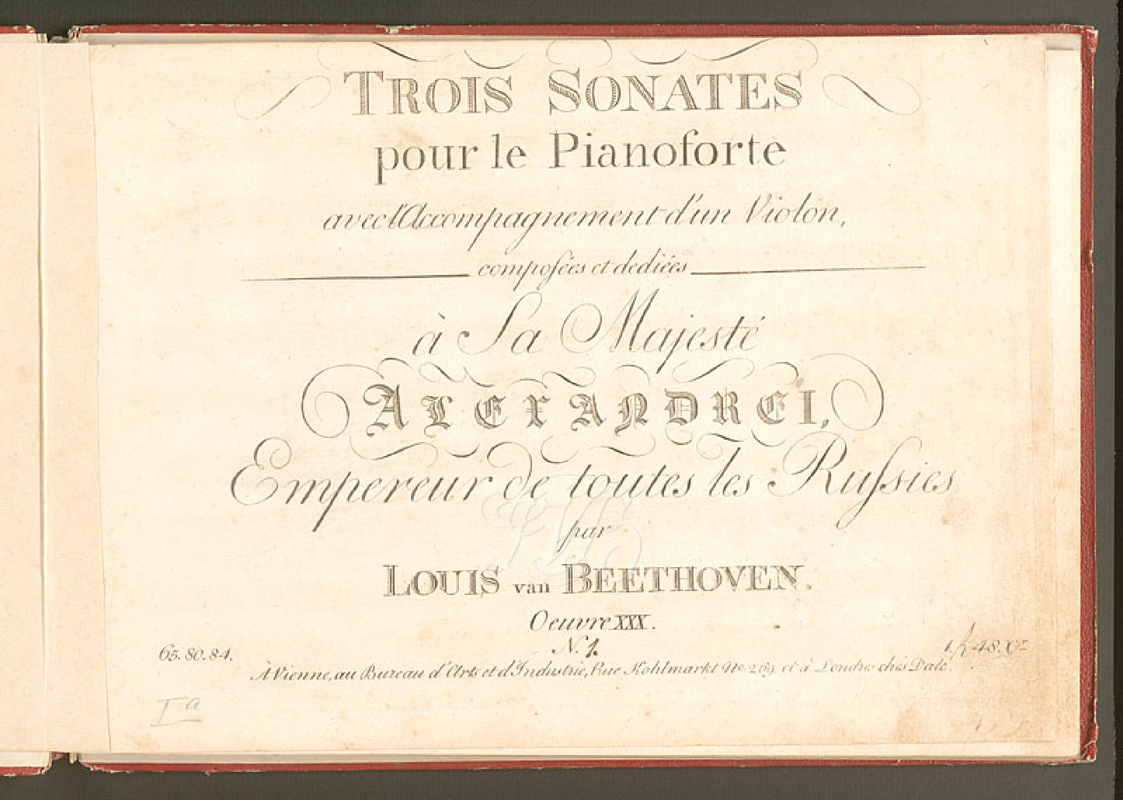 TROIS SONATES
pour le Pianoforte
avec l'Accompagnement d'un Violon,
composées et dediées
à Sa Majesté
ALEXANDRE I,
Empereur de toutes les Russies
par
LOUIS van BEETHOVEN.
Oeuvre XXX.
N. 1.
65. 80. 84.
1 f 48. Xr
À Vienne, au Bureau d'Arts et d'Industrie, Rue Kohlmarkt No. 269. et à Londres chés Dale.
I a